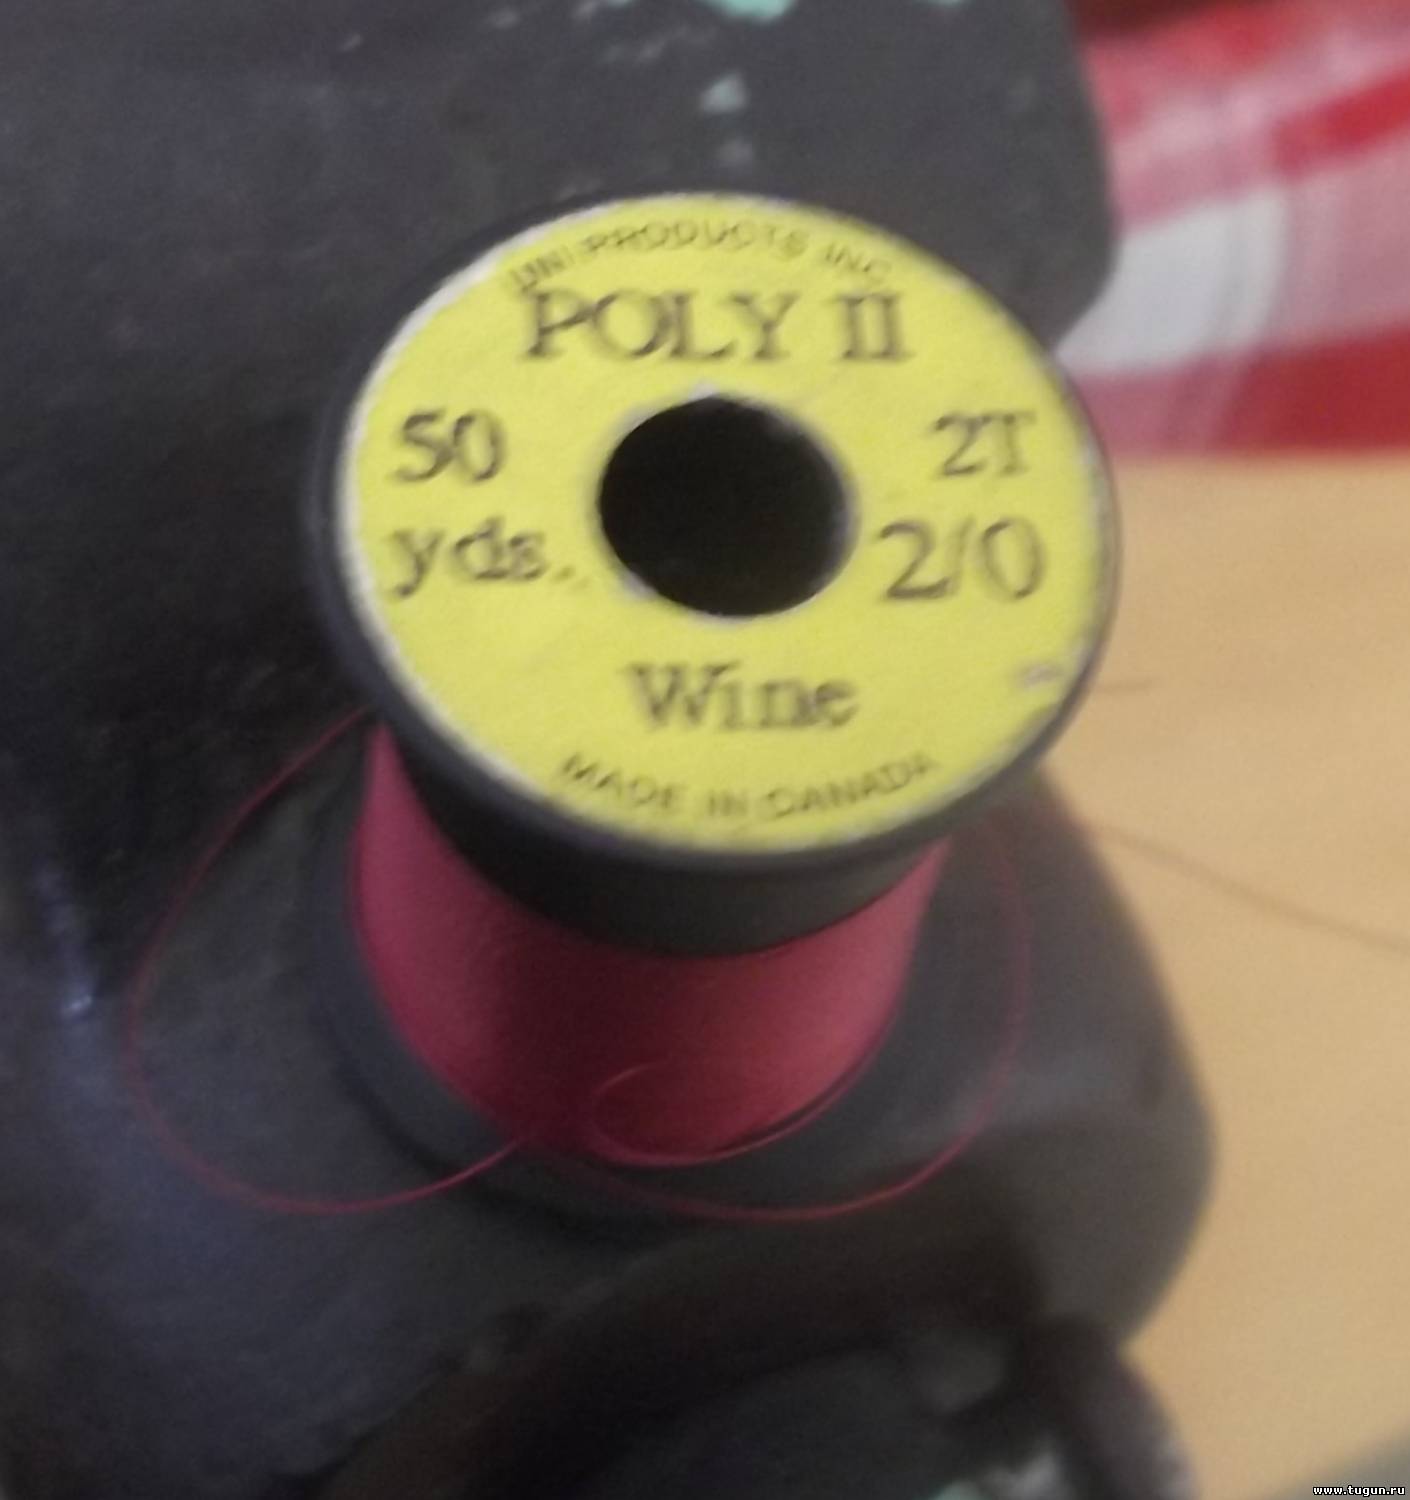 UNI PRODUCTS INC.
POLY II
50 yds.
2T 2/0
Wine
MADE IN CANADA
www.tugun.ru